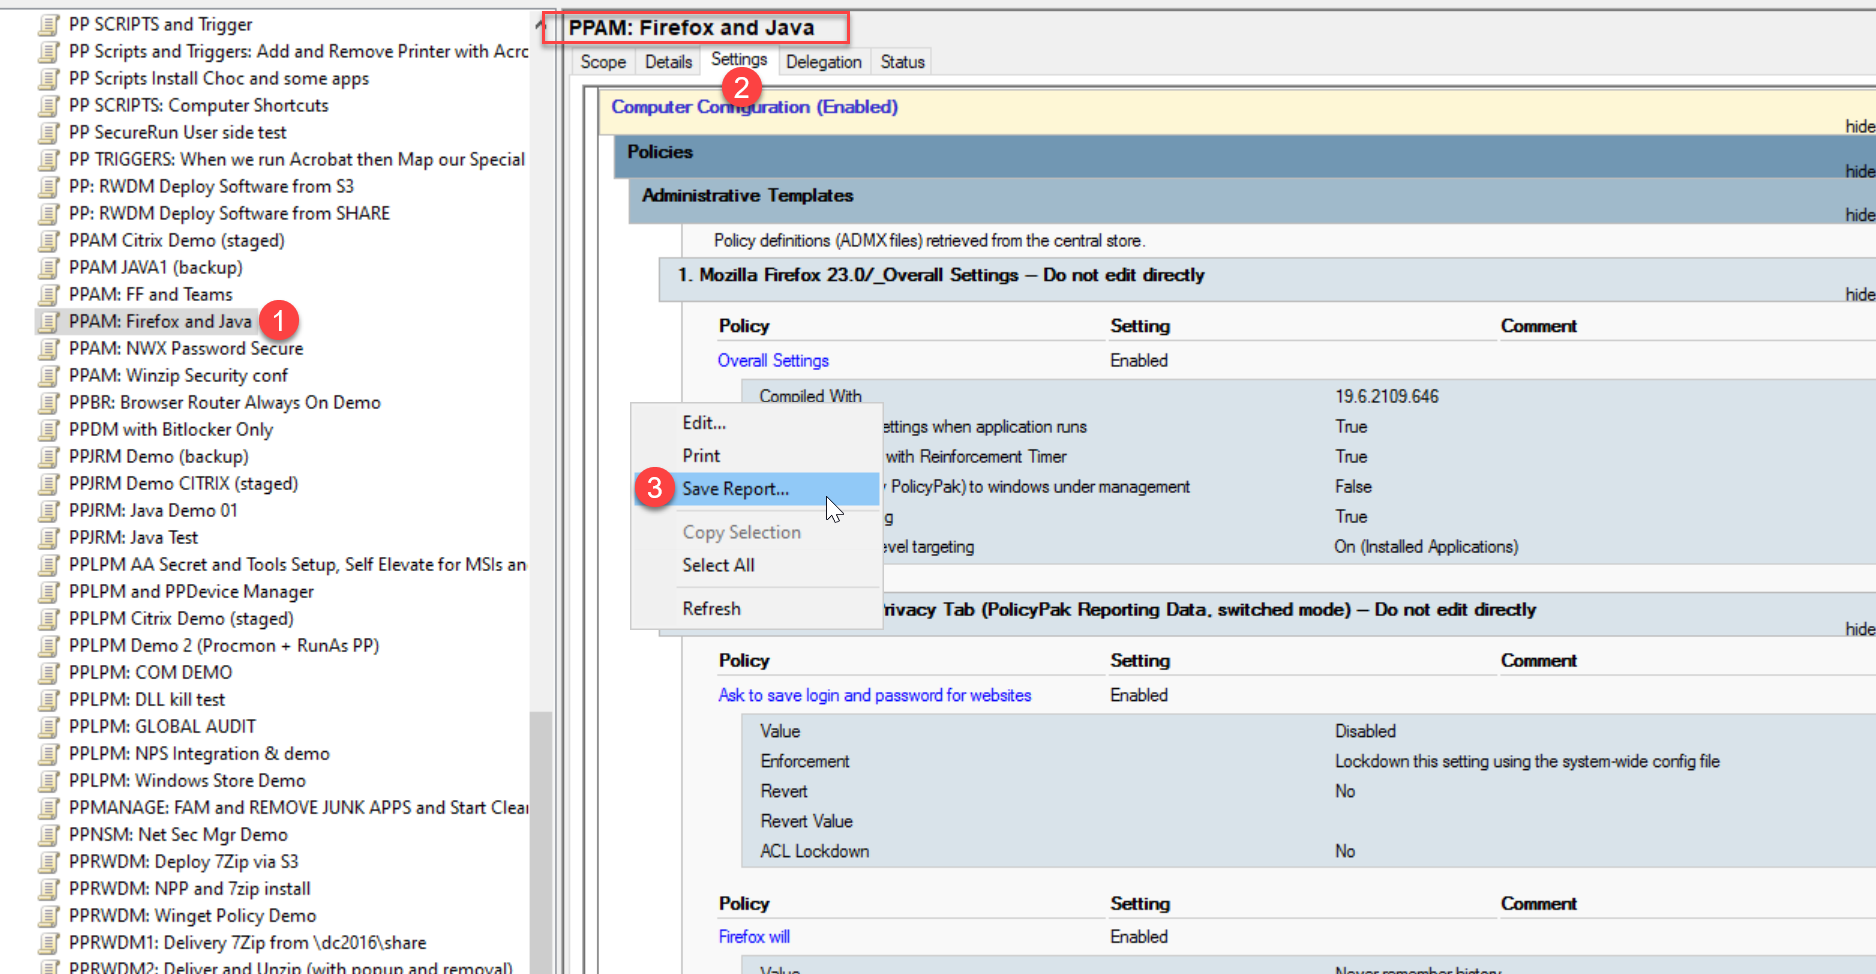 PP SCRIPTS and Trigger
PP Scripts and Triggers: Add and Remove Printer with Acro
PP Scripts Install Choc and some apps
PP SCRIPTS: Computer Shortcuts
PP SecureRun User side test
PP TRIGGERS: When we run Acrobat then Map our Special
PP: RWDM Deploy Software from S3
PP: RWDM Deploy Software from SHARE
PPAM Citrix Demo (staged)
PPAM JAVA1 (backup)
PPAM: FF and Teams
PPAM: Firefox and Java
1
PPAM: NWX Password Secure
PPAM: Winzip Security conf
PPBR: Browser Router Always On Demo
PPDM with Bitlocker Only
PPJRM Demo (backup)
PPJRM Demo CITRIX (staged)
PPJRM: Java Demo 01
PPJRM: Java Test
PPLPM AA Secret and Tools Setup, Self Elevate for MSIs an
PPLPM and PPDevice Manager
PPLPM Citrix Demo (staged)
PPLPM Demo 2 (Procmon + RunAs PP)
PPLPM: COM DEMO
PPLPM: DLL kill test
PPLPM: GLOBAL AUDIT
PPLPM: NPS Integration & demo
PPLPM: Windows Store Demo
PPMANAGE: FAM and REMOVE JUNK APPS and Start Clear
PPNSM: Net Sec Mgr Demo
PPRWDM: Deploy 7Zip via S3
PPRWDM: NPP and 7zip install
PPRWDM: Winget Policy Demo
PPRWDM1: Delivery 7Zip from \dc2016\share
PPRWDM2: Deliver and Unzip (with popup and removal)
PPAM: Firefox and Java
Scope Details Settings Delegation Status
2
Computer Configuration (Enabled)
hide
Policies
hide
Administrative Templates
hide
Policy definitions (ADMX files) retrieved from the central store.
1. Mozilla Firefox 23.0/_Overall Settings – Do not edit directly
hide
Policy Setting Comment
Overall Settings Enabled
Compiled With 19.6.2109.646
ettings when application runs True
with Reinforcement Timer True
PolicyPak) to windows under management False
g True
evel targeting On (Installed Applications)
Edit...
Print
3
Save Report...
Copy Selection
Select All
Refresh
rivacy Tab (PolicyPak Reporting Data, switched mode) – Do not edit directly
hide
Policy Setting Comment
Ask to save login and password for websites Enabled
Value Disabled
Enforcement Lockdown this setting using the system-wide config file
Revert No
Revert Value
ACL Lockdown No
Policy Setting Comment
Firefox will Enabled
Value Never remember history